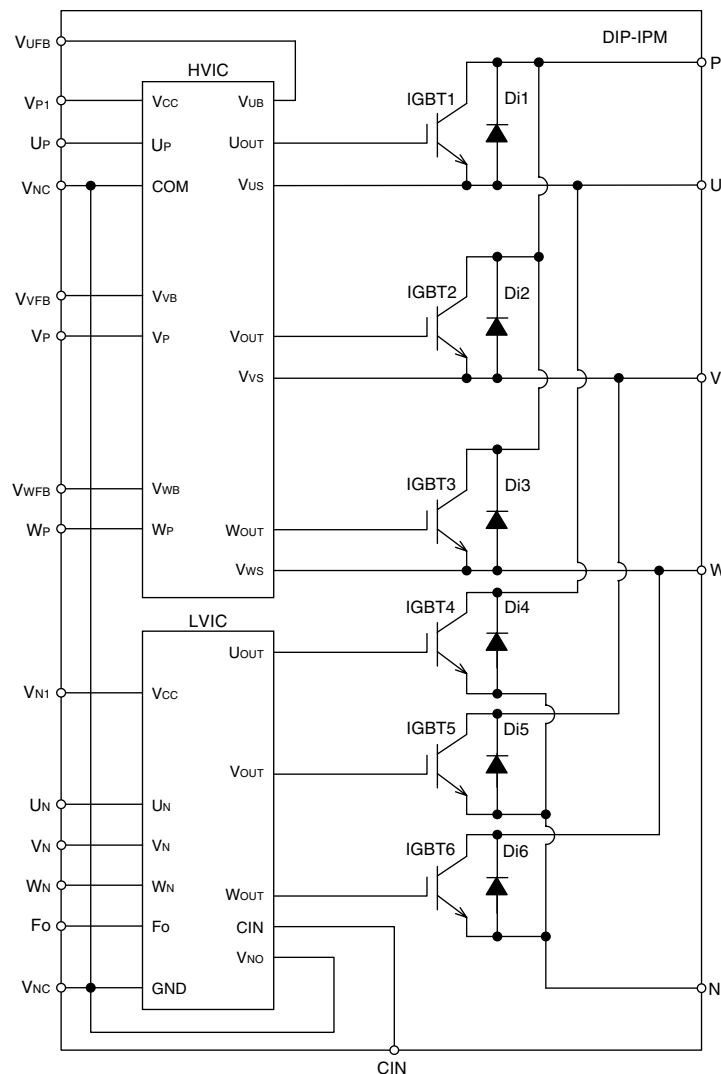 DIP-IPM
VUFB
P
HVIC
IGBT1
Di1
VP1
VCC
VUB
UP
UP
UOUT
VNC
COM
VUS
U
IGBT2
Di2
VVFB
VVB
VP
VP
VOUT
VVS
V
IGBT3
Di3
VWFB
VWB
WP
WP
WOUT
VWS
W
IGBT4
Di4
LVIC
UOUT
VN1
VCC
IGBT5
Di5
VOUT
UN
UN
VN
VN
IGBT6
Di6
WN
WN
WOUT
Fo
Fo
CIN
VNO
VNC
GND
N
CIN